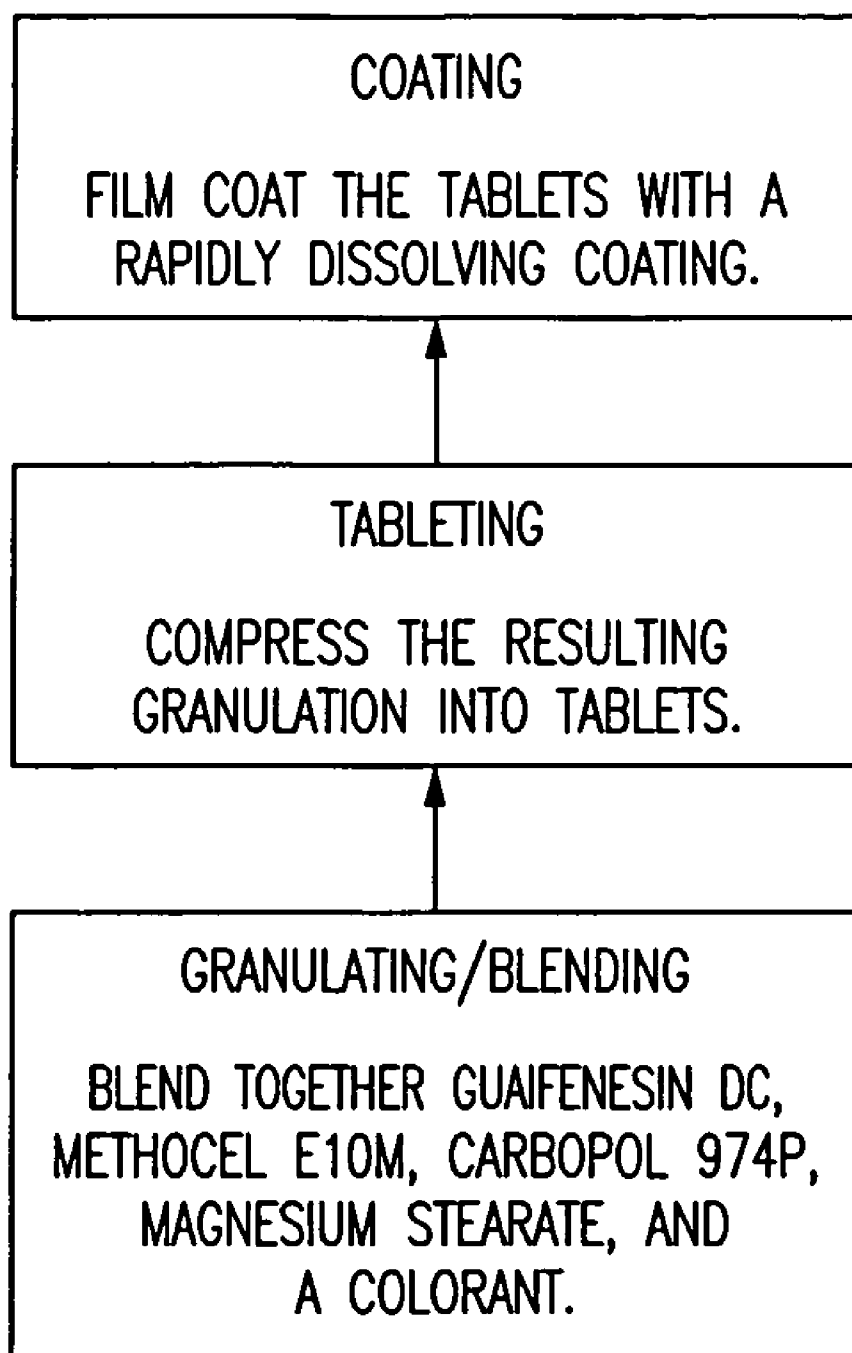 COATING
FILM COAT THE TABLETS WITH A
RAPIDLY DISSOLVING COATING.
TABLETING
COMPRESS THE RESULTING
GRANULATION INTO TABLETS.
GRANULATING/BLENDING
BLEND TOGETHER GUAIFENESIN DC,
METHOCEL E10M, CARBOPOL 974P,
MAGNESIUM STEARATE, AND
A COLORANT.